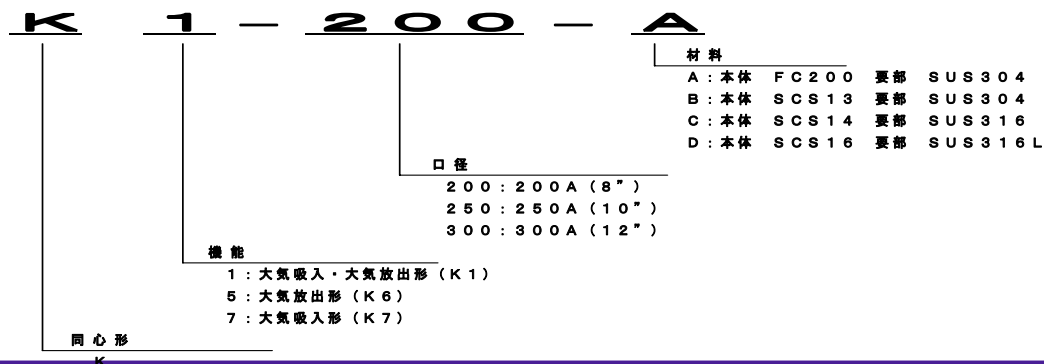 K 1-200-A
材料
A:本体 FC200 要部 SUS304
B:本体 SCS13 要部 SUS304
C:本体 SCS14 要部 SUS316
D:本体 SCS16 要部 SUS316L
口径
200:200A(8")
250:250A(10")
300:300A(12")
機能
1:大気吸入・大気放出形(K1)
5:大気放出形(K6)
7:大気吸入形(K7)
同心形
K